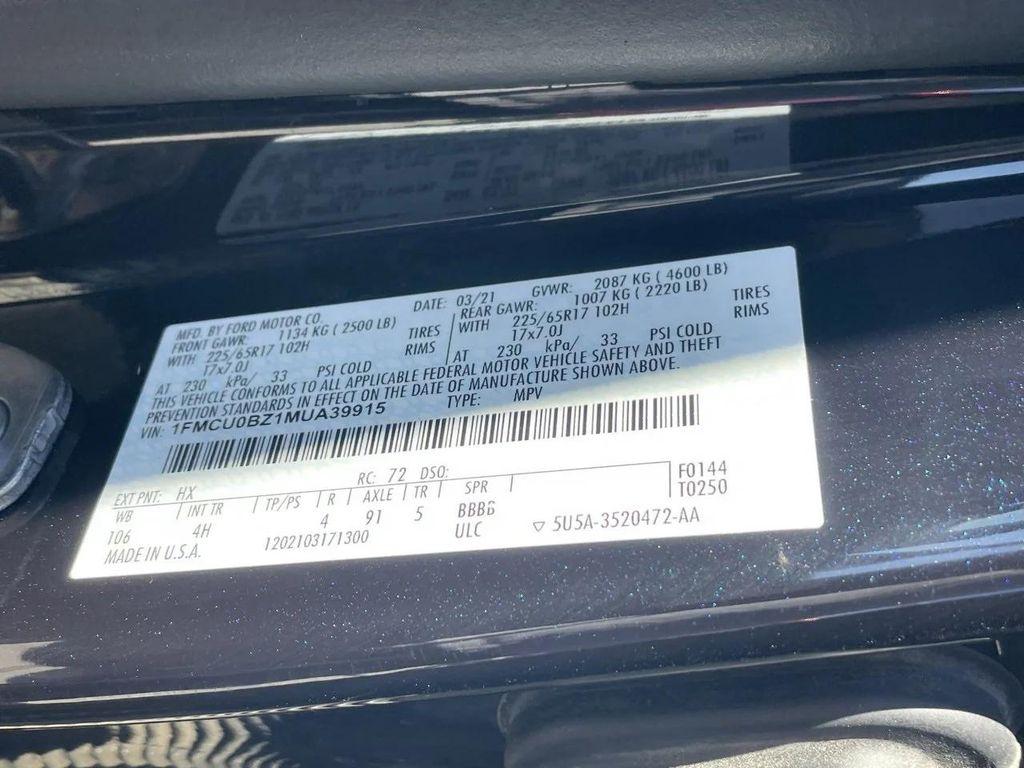 MFD. BY FORD MOTOR CO. DATE: 03/21 GVWR: 2087 KG ( 4600 LB)
FRONT GAWR: 1134 KG ( 2500 LB) REAR GAWR: 1007 KG ( 2220 LB)
WITH 225/65R17 102H TIRES WITH 225/65R17 102H TIRES
17x7.0J RIMS 17x7.0J RIMS
AT 230 kPa/ 33 PSI COLD AT 230 kPa/ 33 PSI COLD
THIS VEHICLE CONFORMS TO ALL APPLICABLE FEDERAL MOTOR VEHICLE SAFETY AND THEFT
PREVENTION STANDARDS IN EFFECT ON THE DATE OF MANUFACTURE SHOWN ABOVE.
VIN: 1FMCU0BZ1MUA39915 TYPE: MPV
EXT PNT: HX RC: 72 DSO: F0144
WB INT TR TP/PS R AXLE TR SPR T0250
106 4H 4 91 5 BBBB
MADE IN U.S.A. 1202103171300 ULC ▽ 5U5A-3520472-AA